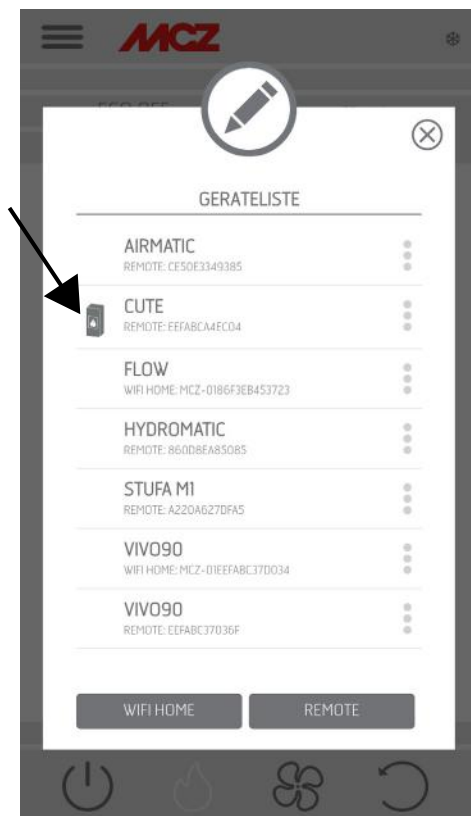 MCZ
GERATELISTE
AIRMATIC
REMOTE: CE50E3349385
CUTE
REMOTE: EEFABCA4EC04
FLOW
WIFI HOME: MCZ-0186F3EB453723
HYDROMATIC
REMOTE: 860D8EA85085
STUFA M1
REMOTE: A220A627DFA5
VIVO90
WIFI HOME: MCZ-01EEFABC37D034
VIVO90
REMOTE: EEFABC37036F
WIFI HOME
REMOTE